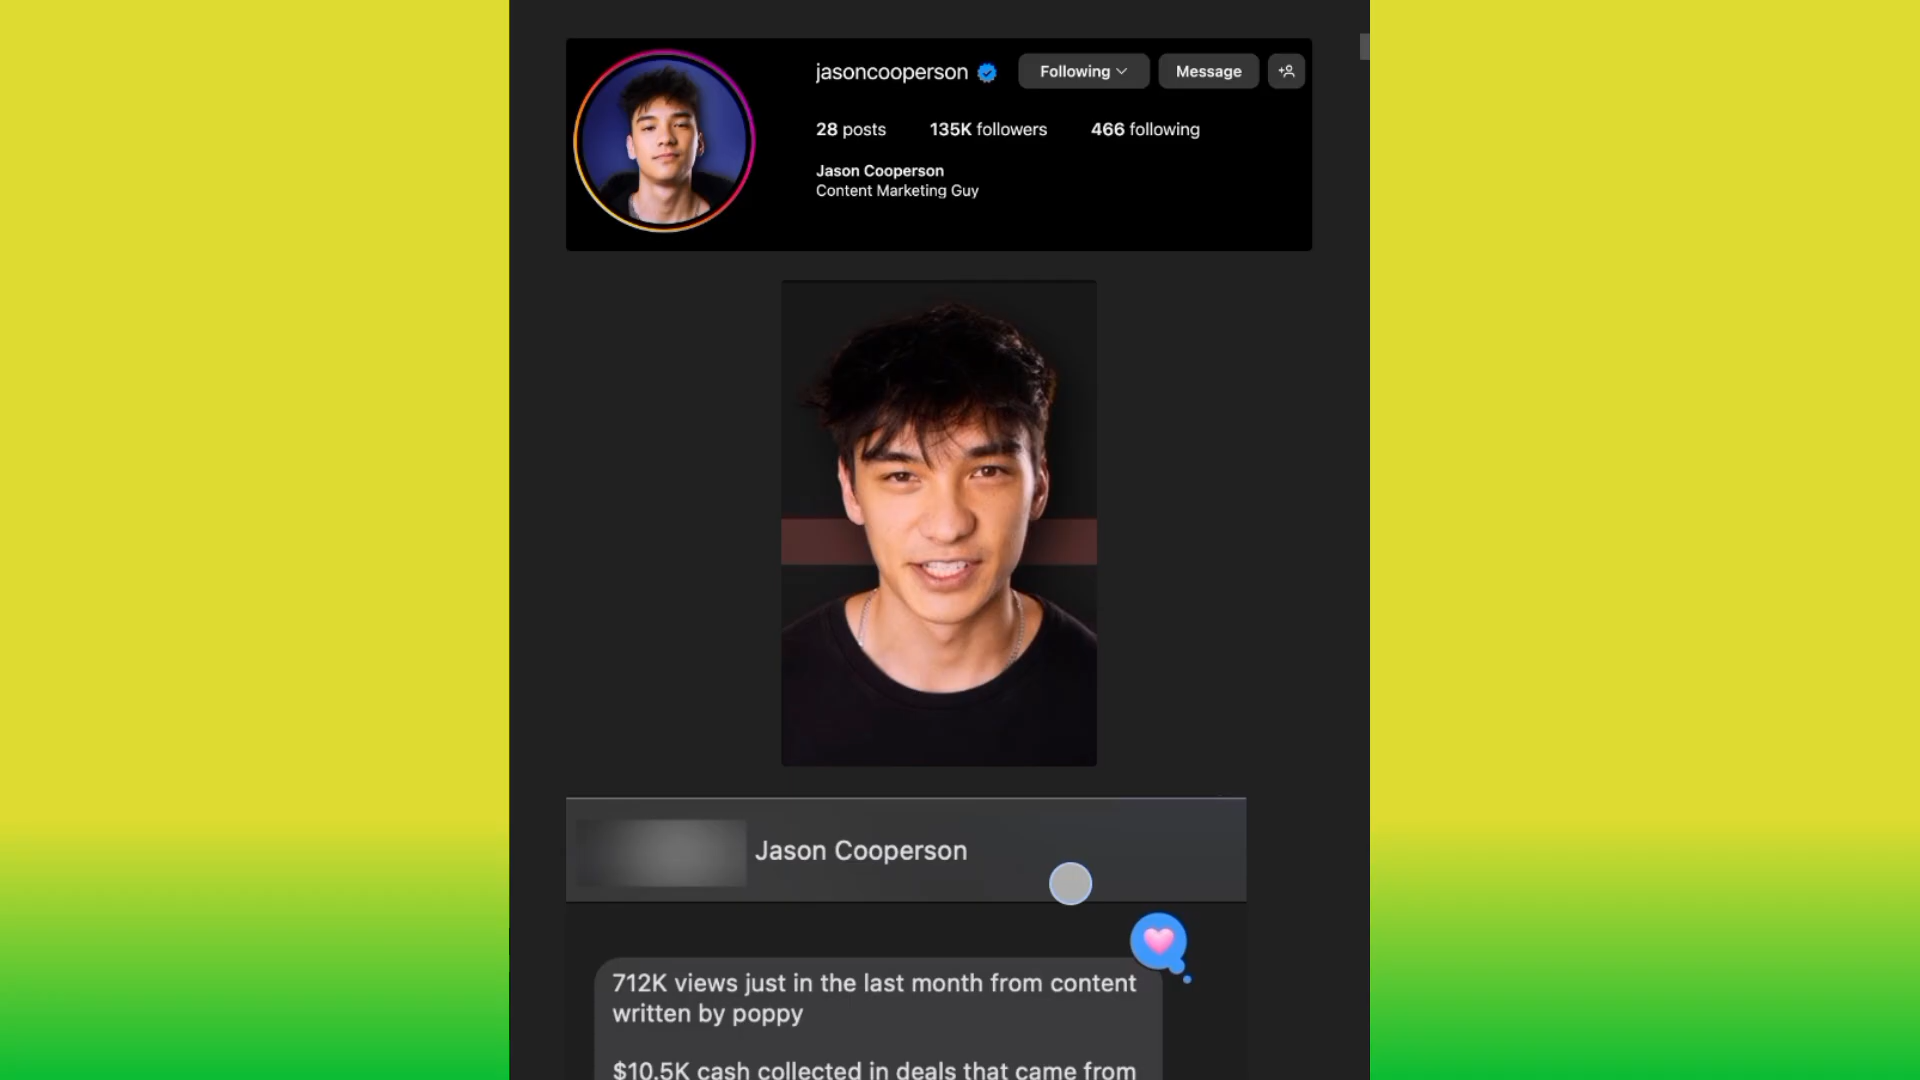 jasoncooperson
Following
Message
28 posts
135K followers
466 following
Jason Cooperson
Content Marketing Guy
Jason Cooperson
712K views just in the last month from content
written by poppy
$10.5K cash collected in deals that came from